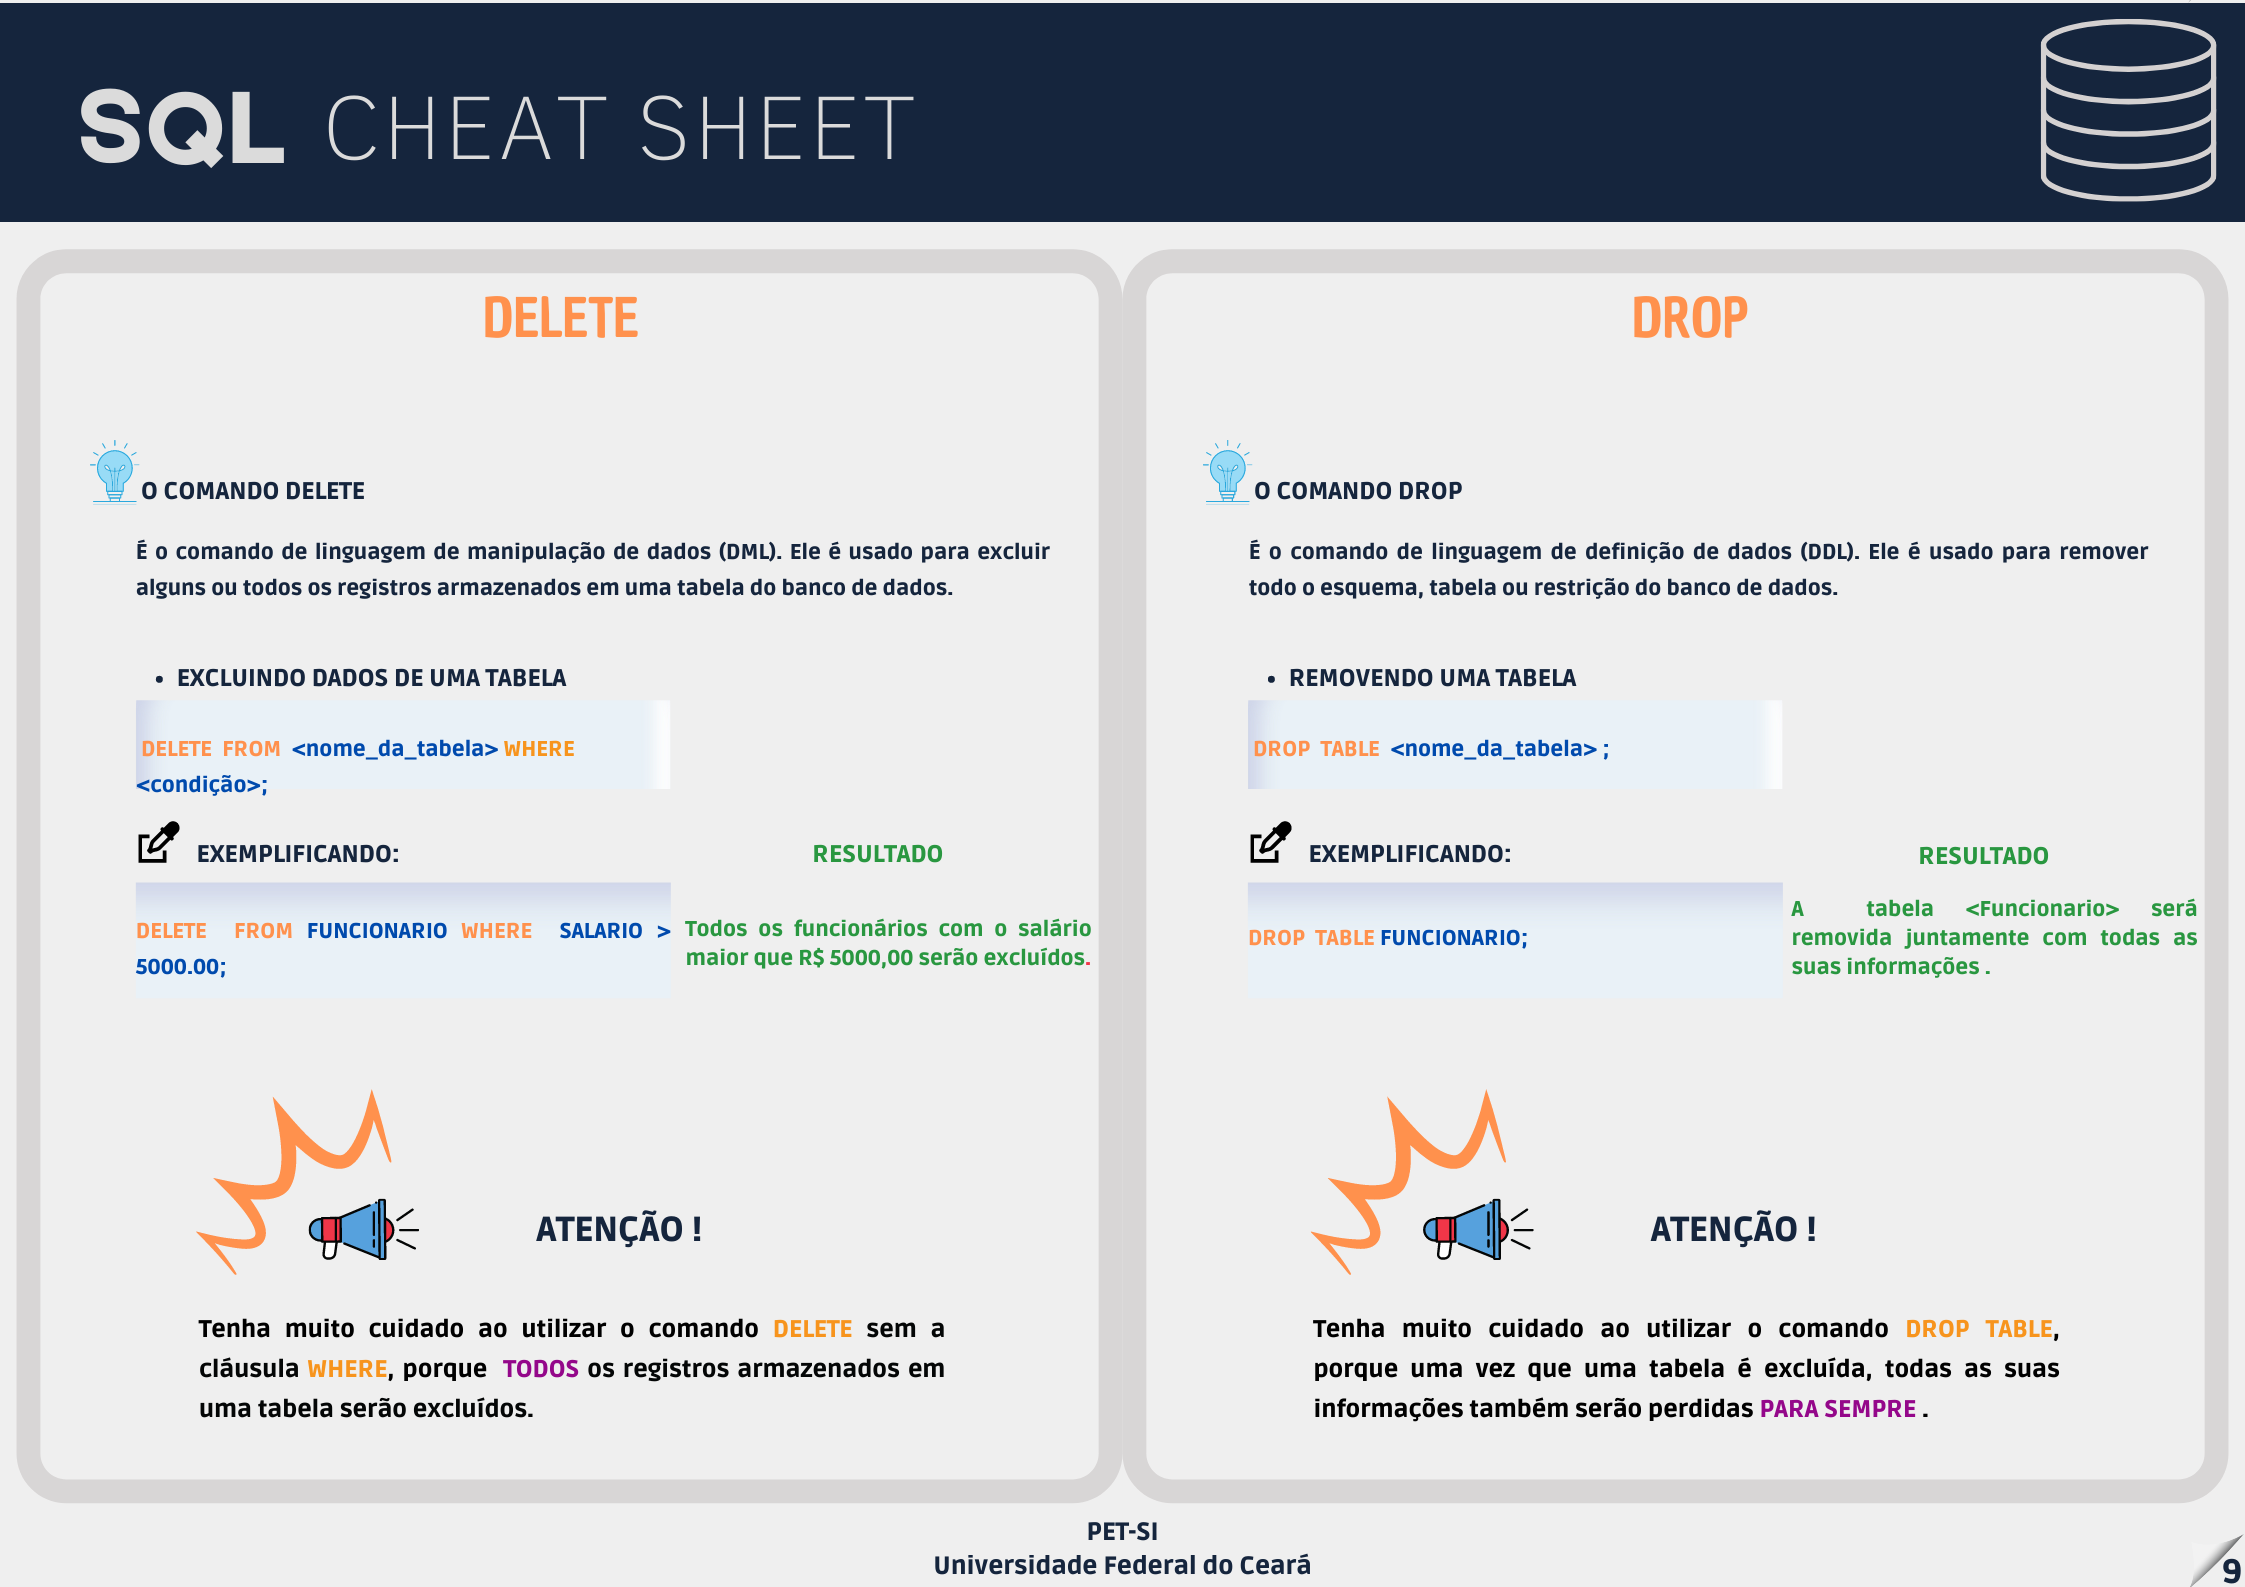 SQL CHEAT SHEET
DELETE
O COMANDO DELETE
É o comando de linguagem de manipulação de dados (DML). Ele é usado para excluir
alguns ou todos os registros armazenados em uma tabela do banco de dados.
• EXCLUINDO DADOS DE UMA TABELA
DELETE FROM <nome_da_tabela> WHERE
<condição>;
EXEMPLIFICANDO:
DELETE FROM FUNCIONARIO WHERE SALARIO >
5000.00;
RESULTADO
Todos os funcionários com o salário
maior que R$ 5000,00 serão excluídos.
ATENÇÃO !
Tenha muito cuidado ao utilizar o comando DELETE sem a
cláusula WHERE, porque TODOS os registros armazenados em
uma tabela serão excluídos.
DROP
O COMANDO DROP
É o comando de linguagem de definição de dados (DDL). Ele é usado para remover
todo o esquema, tabela ou restrição do banco de dados.
• REMOVENDO UMA TABELA
DROP TABLE <nome_da_tabela> ;
EXEMPLIFICANDO:
DROP TABLE FUNCIONARIO;
RESULTADO
A tabela <Funcionario> será
removida juntamente com todas as
suas informações .
ATENÇÃO !
Tenha muito cuidado ao utilizar o comando DROP TABLE,
porque uma vez que uma tabela é excluída, todas as suas
informações também serão perdidas PARA SEMPRE .
PET-SI
Universidade Federal do Ceará
9